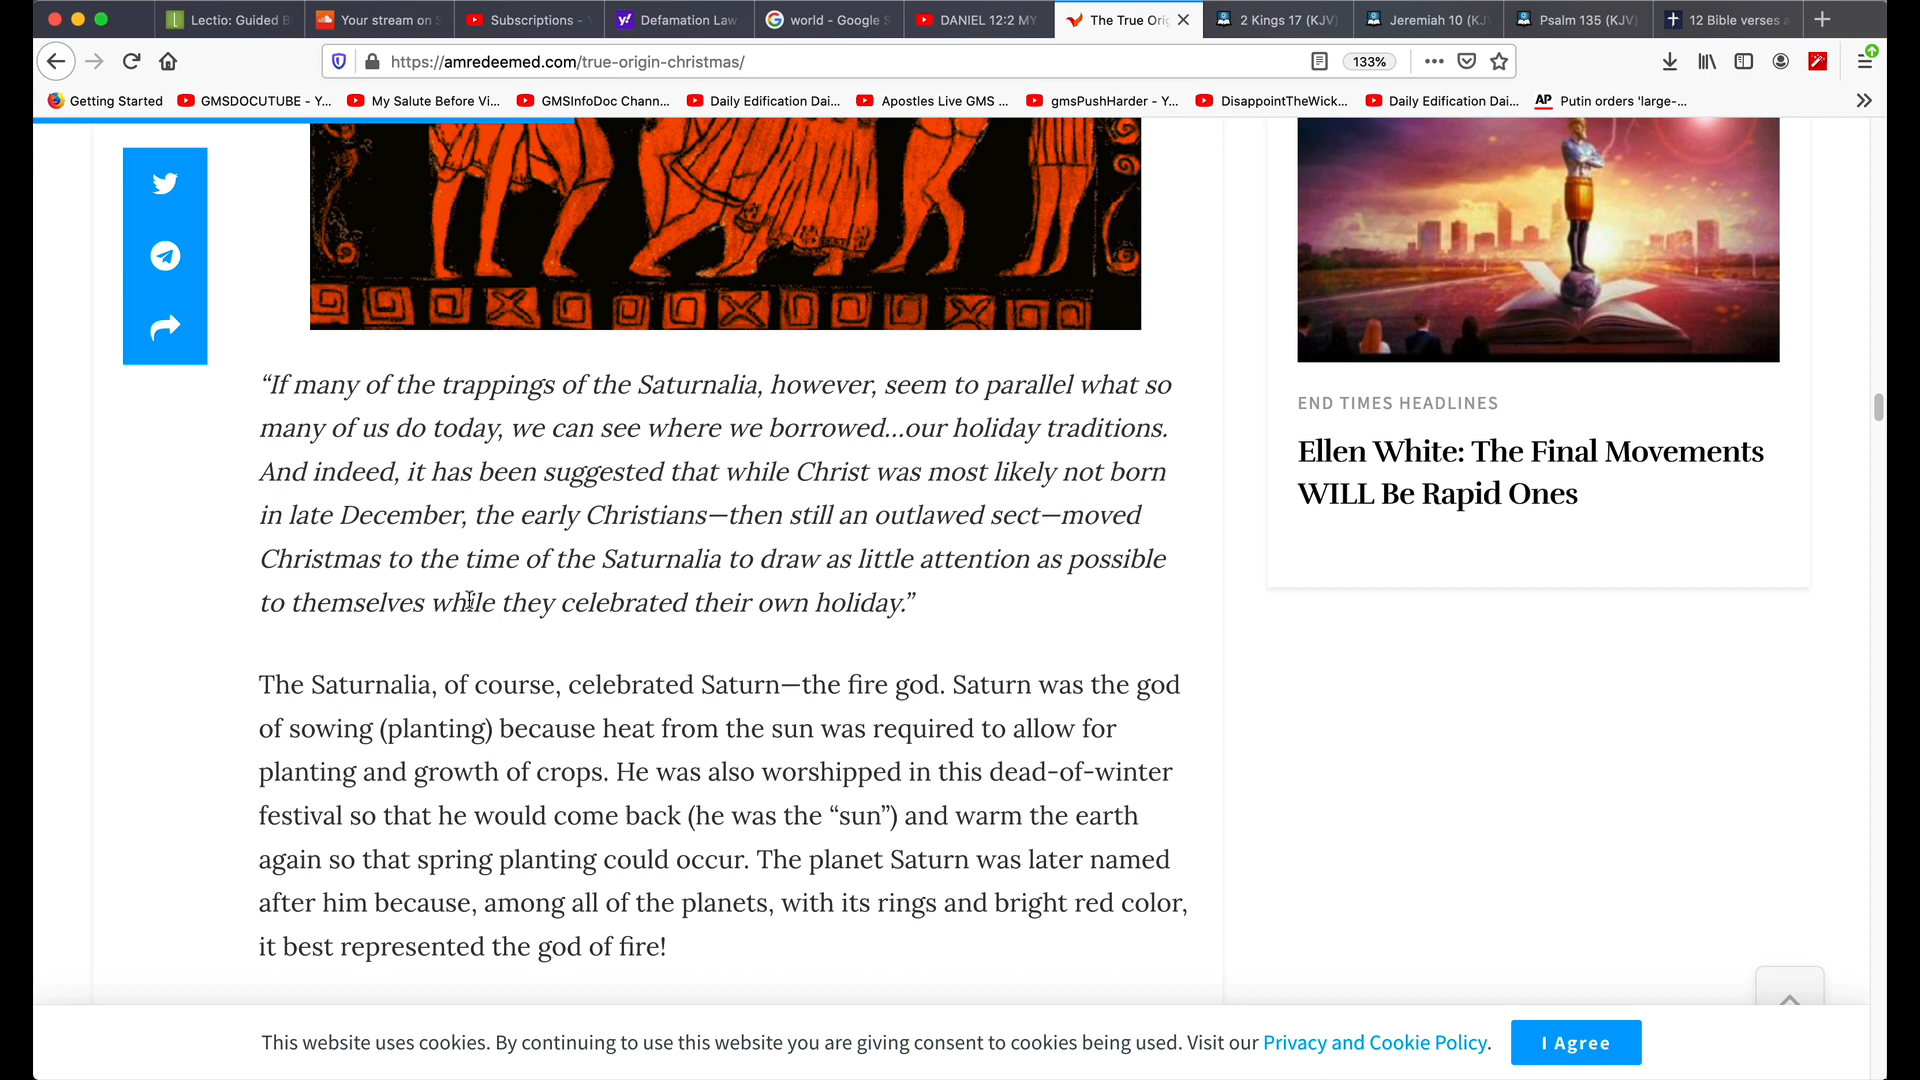 Lectio: Guided B
Your stream on S
Subscriptions -
Defamation Law
world - Google S
DANIEL 12:2 MY
The True Ori
2 Kings 17 (KJV)
Jeremiah 10 (KJV
Psalm 135 (KJV)
12 Bible verses a
https://amredeemed.com/true-origin-christmas/
133%
Getting Started
GMSDOCUTUBE - Y...
My Salute Before Vi...
GMSInfoDoc Chann...
Daily Edification Dai...
Apostles Live GMS ...
gmsPushHarder - Y...
DisappointTheWick...
Daily Edification Dai...
AP Putin orders 'large-...
“If many of the trappings of the Saturnalia, however, seem to parallel what so
many of us do today, we can see where we borrowed…our holiday traditions.
And indeed, it has been suggested that while Christ was most likely not born
in late December, the early Christians—then still an outlawed sect—moved
Christmas to the time of the Saturnalia to draw as little attention as possible
to themselves while they celebrated their own holiday.”
The Saturnalia, of course, celebrated Saturn—the fire god. Saturn was the god
of sowing (planting) because heat from the sun was required to allow for
planting and growth of crops. He was also worshipped in this dead-of-winter
festival so that he would come back (he was the “sun”) and warm the earth
again so that spring planting could occur. The planet Saturn was later named
after him because, among all of the planets, with its rings and bright red color,
it best represented the god of fire!
END TIMES HEADLINES
Ellen White: The Final Movements
WILL Be Rapid Ones
This website uses cookies. By continuing to use this website you are giving consent to cookies being used. Visit our Privacy and Cookie Policy.
I Agree